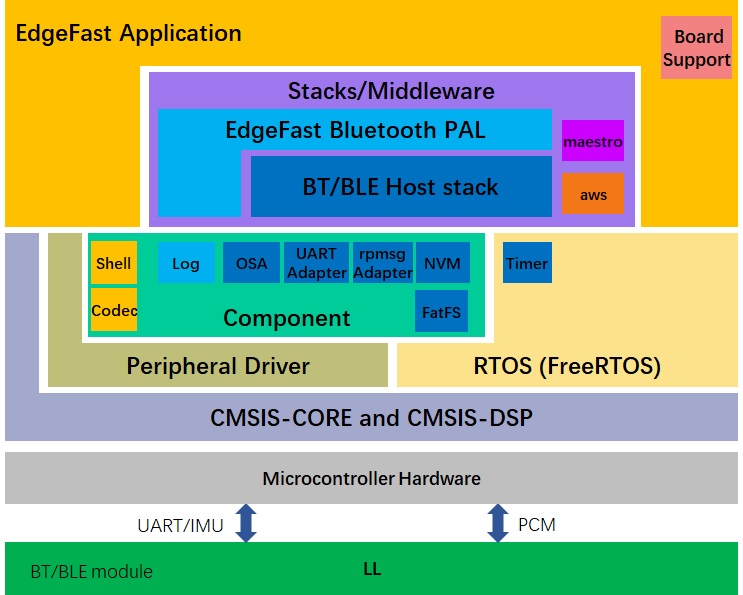 EdgeFast Application
Board
Support
Stacks/Middleware
EdgeFast Bluetooth PAL
maestro
BT/BLE Host stack
aws
Shell
Log
OSA
UART
Adapter
rpmsg
Adapter
NVM
Timer
Codec
Component
FatFS
Peripheral Driver
RTOS (FreeRTOS)
CMSIS-CORE and CMSIS-DSP
Microcontroller Hardware
UART/IMU
PCM
BT/BLE module
LL